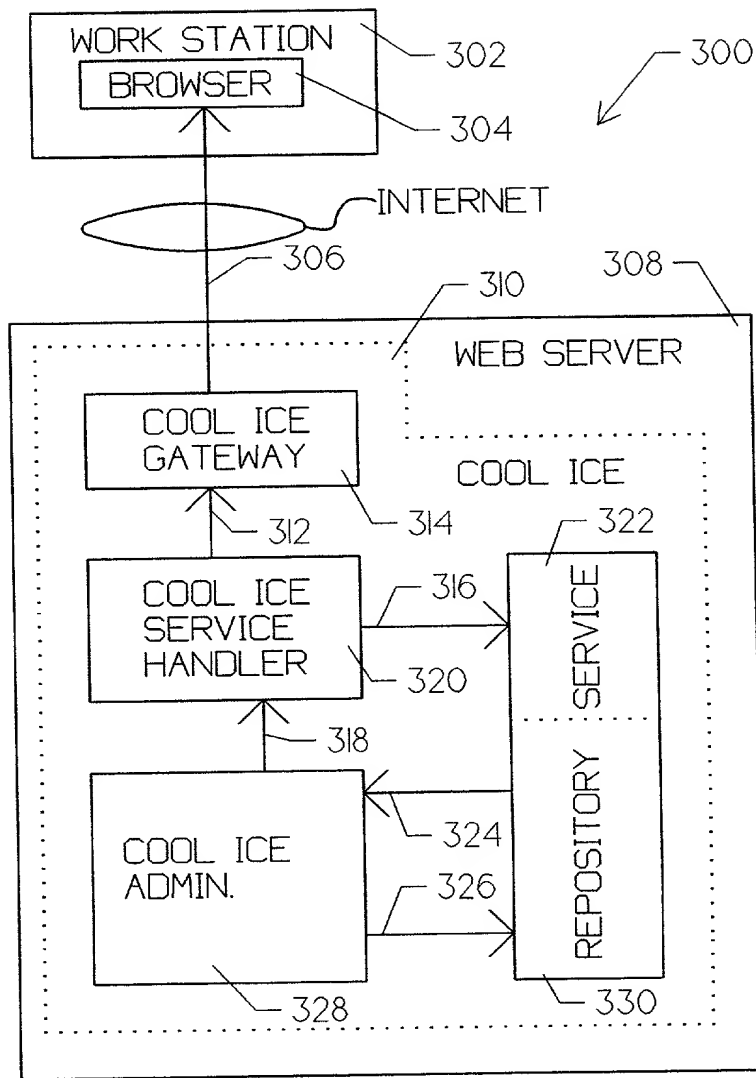 WORK STATION
302
BROWSER
304
300
INTERNET
306
308
310
WEB SERVER
COOL ICE
GATEWAY
314
312
COOL ICE
322
COOL ICE
SERVICE
HANDLER
320
316
SERVICE
318
324
COOL ICE
ADMIN.
326
REPOSITORY
328
330